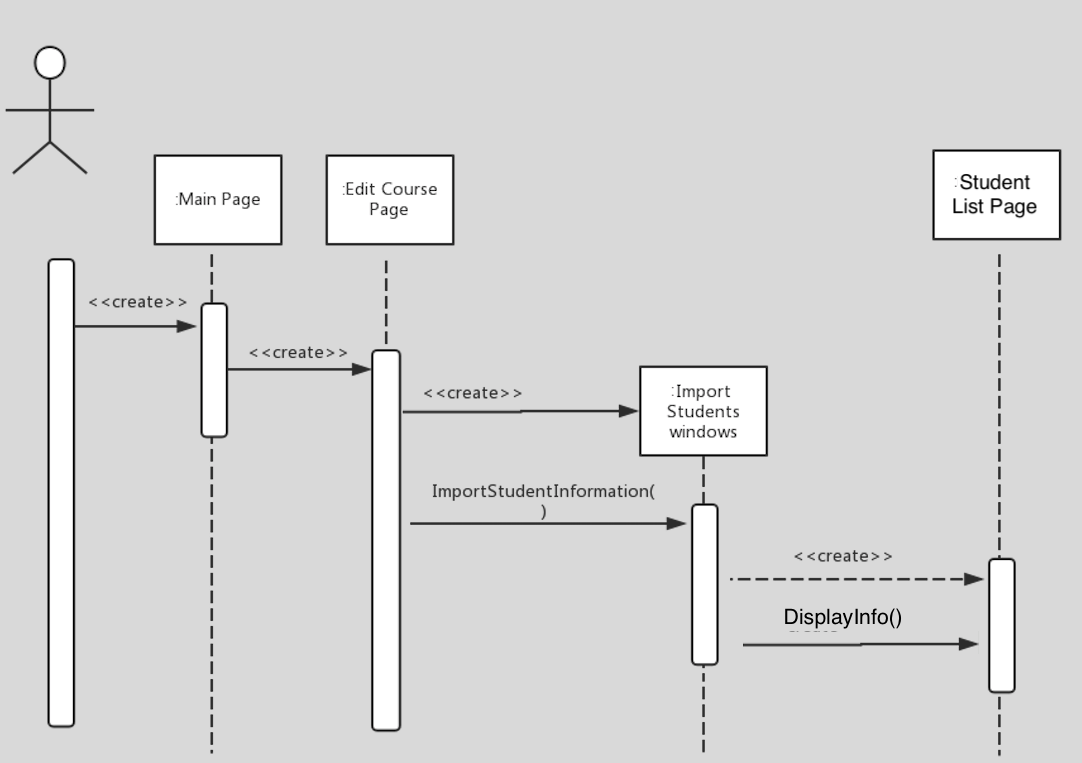 :Main Page
:Edit Course
Page
:Student
List Page
<<create>>
<<create>>
<<create>>
:Import
Students
windows
ImportStudentInformation(
)
<<create>>
DisplayInfo()